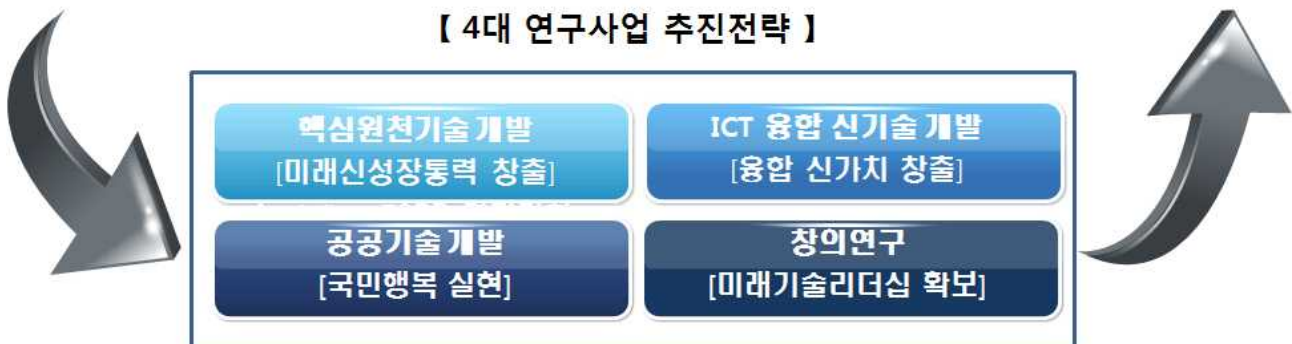 【 4대 연구사업 추진전략 】
핵심원천기술개발
[미래신성장통력 창출]
ICT 융합 신기술개발
[융합 신가치 창출]
공공기술개발
[국민행복 실현]
창의연구
[미래기술리더십 확보]